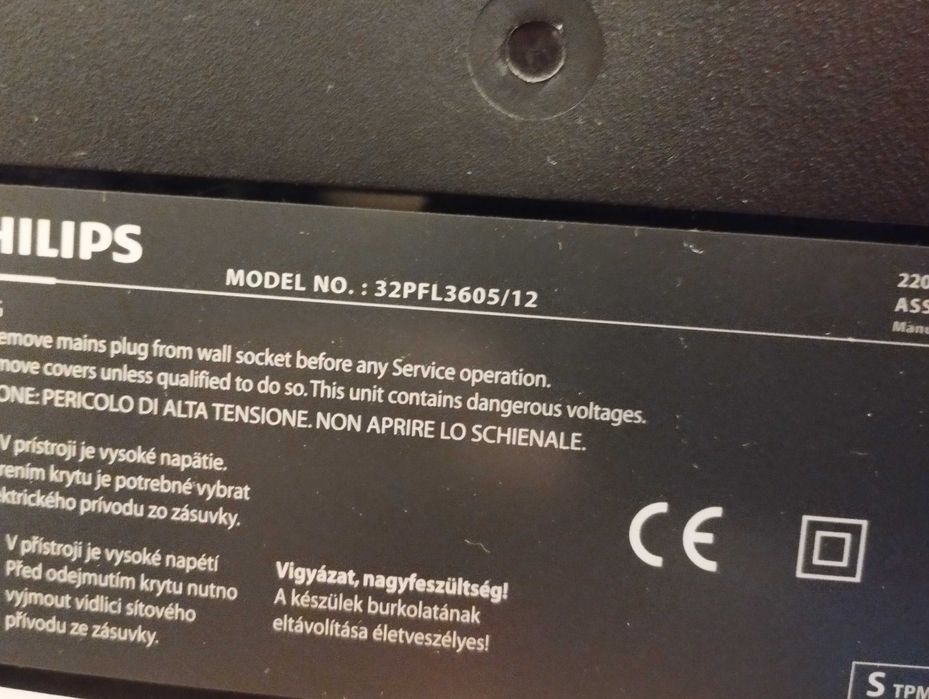 HILIPS
MODEL NO. : 32PFL3605/12
220
ASS
Manu
emove mains plug from wall socket before any Service operation.
move covers unless qualified to do so. This unit contains dangerous voltages.
ONE: PERICOLO DI ALTA TENSIONE. NON APRIRE LO SCHIENALE.
V prístroji je vysoké napätie.
rením krytu je potrebné vybrat
ktrického prívodu zo zásuvky.
V přístroji je vysoké napétí
Před odejmutím krytu nutno
vyjmout vidlici sítového
přívodu ze zásuvky.
Vigyázat, nagyfeszültség!
A készülek burkolatának
eltávolítása életveszélyes!
CE
S TPM